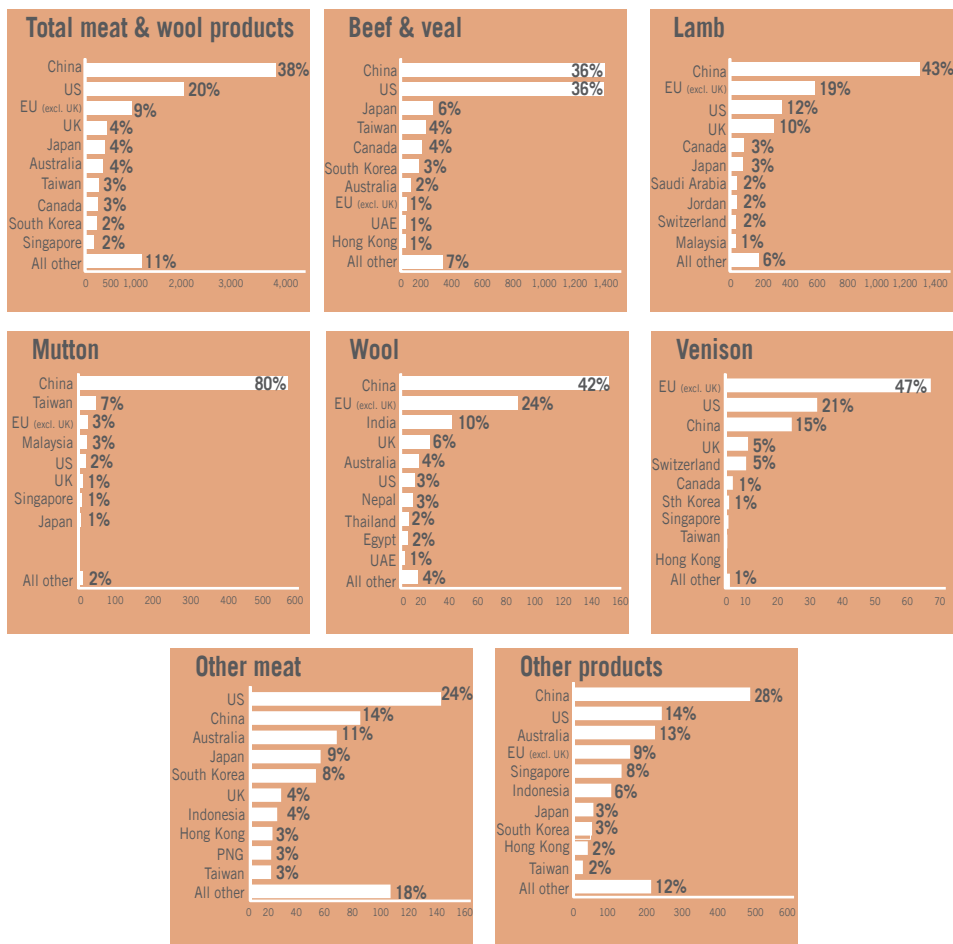 Total meat & wool products
China 38%
US 20%
EU (excl. UK) 9%
UK 4%
Japan 4%
Australia 4%
Taiwan 3%
Canada 3%
South Korea 2%
Singapore 2%
All other 11%
0 500 1,000 2,000 3,000 4,000
Beef & veal
China 36%
US 36%
Japan 6%
Taiwan 4%
Canada 4%
South Korea 3%
Australia 2%
EU (excl. UK) 1%
UAE 1%
Hong Kong 1%
All other 7%
0 200 400 600 800 1,000 1,200 1,400
Lamb
China 43%
EU (excl. UK) 19%
US 12%
UK 10%
Canada 3%
Japan 3%
Saudi Arabia 2%
Jordan 2%
Switzerland 2%
Malaysia 1%
All other 6%
0 200 400 600 800 1,000 1,200 1,400
Mutton
China 80%
Taiwan 7%
EU (excl. UK) 3%
Malaysia 3%
US 2%
UK 1%
Singapore 1%
Japan 1%
All other 2%
0 100 200 300 400 500 600
Wool
China 42%
EU (excl. UK) 24%
India 10%
UK 6%
Australia 4%
US 3%
Nepal 3%
Thailand 2%
Egypt 2%
UAE 1%
All other 4%
0 20 40 60 80 100 120 140 160
Venison
EU (excl. UK) 47%
US 21%
China 15%
UK 5%
Switzerland 5%
Canada 1%
Sth Korea 1%
Singapore
Taiwan
Hong Kong
All other 1%
0 10 20 30 40 50 60 70
Other meat
US 24%
China 14%
Australia 11%
Japan 9%
South Korea 8%
UK 4%
Indonesia 4%
Hong Kong 3%
PNG 3%
Taiwan 3%
All other 18%
0 20 40 60 80 100 120 140 160
Other products
China 28%
US 14%
Australia 13%
EU (excl. UK) 9%
Singapore 8%
Indonesia 6%
Japan 3%
South Korea 3%
Hong Kong 2%
Taiwan 2%
All other 12%
0 100 200 300 400 500 600